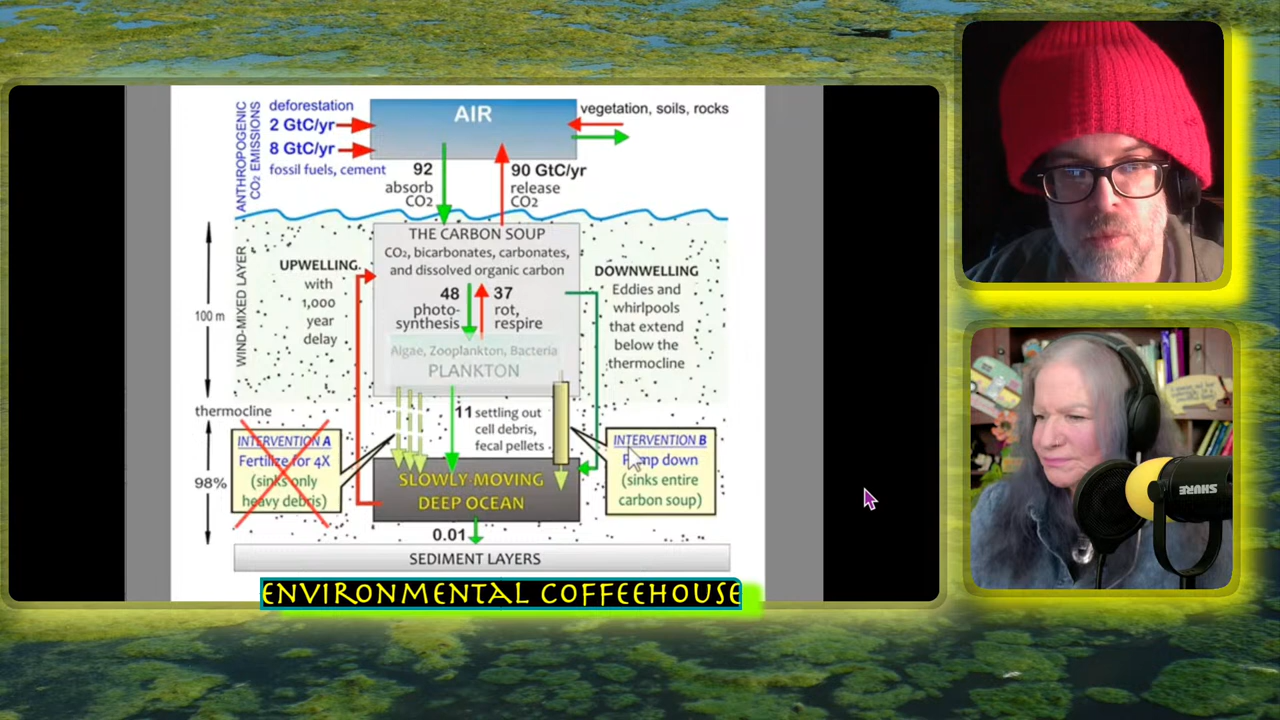 deforestation
2 GtC/yr
8 GtC/yr
fossil fuels, cement
ANTHROPOGENIC
CO₂ EMISSIONS
AIR
vegetation, soils, rocks
92
absorb
CO₂
90 GtC/yr
release
CO₂
THE CARBON SOUP
CO₂, bicarbonates, carbonates,
and dissolved organic carbon
48
photo-
synthesis
37
rot,
respire
Algae, Zooplankton, Bacteria
PLANKTON
UPWELLING
with
1,000
year
delay
DOWNWELLING
Eddies and
whirlpools
that extend
below the
thermocline
100 m
WIND-MIXED LAYER
thermocline
98%
INTERVENTION A
Fertilize for 4X
(sinks only
heavy debris)
11 settling out
cell debris,
fecal pellets
INTERVENTION B
Pump down
(sinks entire
carbon soup)
SLOWLY-MOVING
DEEP OCEAN
0.01
SEDIMENT LAYERS
ENVIRONMENTAL COFFEEHOUSE
SHURE